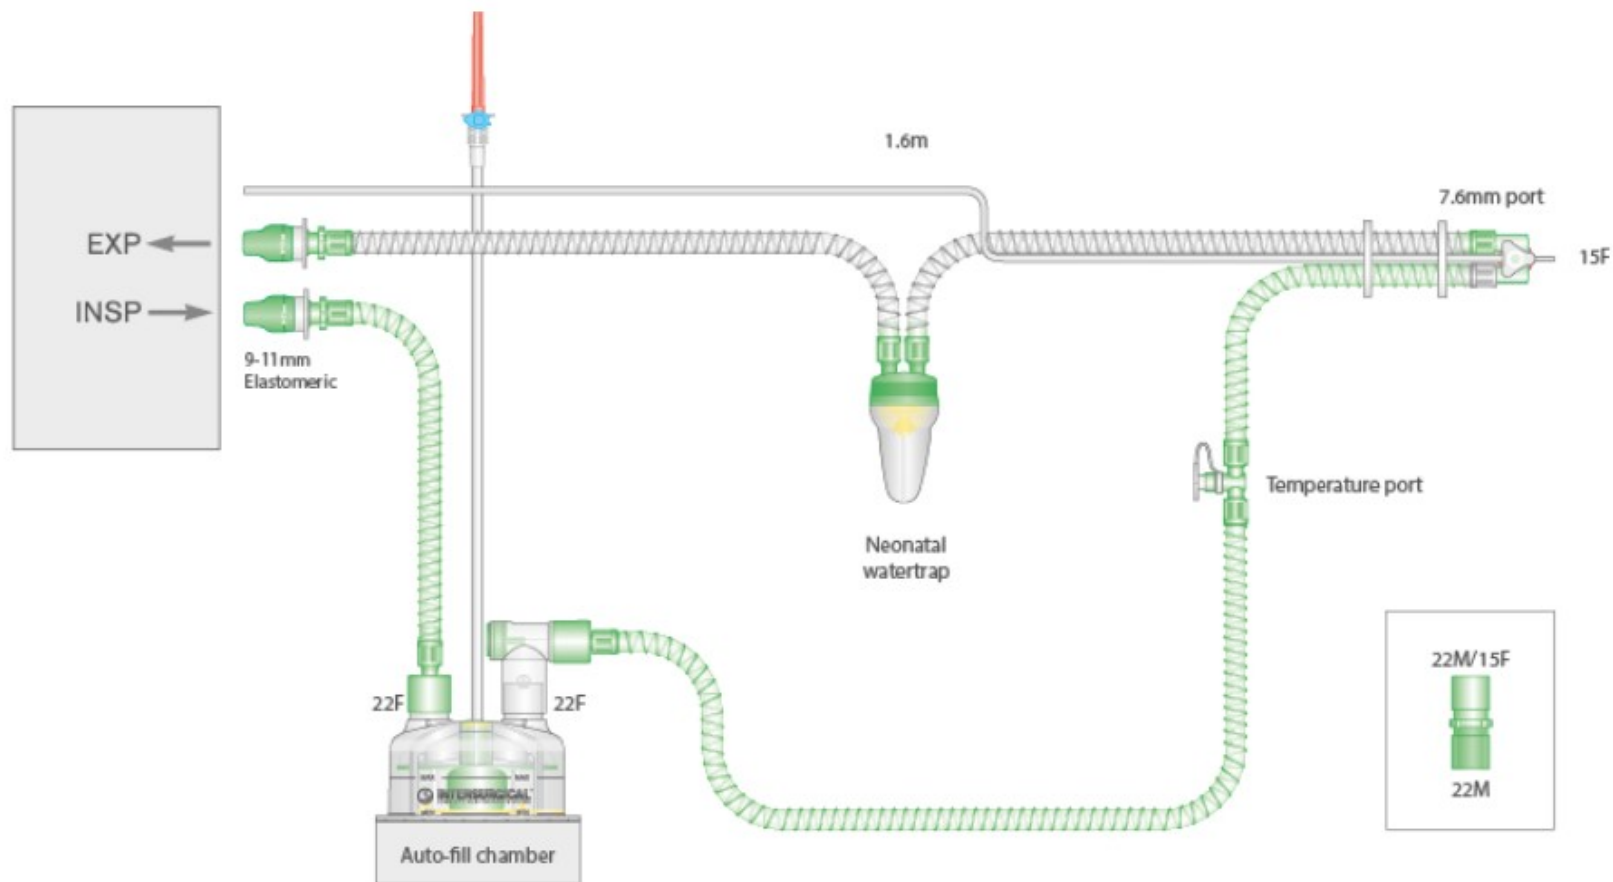 1.6m
7.6mm port
EXP
15F
INSP
9-11mm
Elastomeric
Temperature port
Neonatal
watertrap
22M/15F
22F
22F
INTERSURGICAL
22M
Auto-fill chamber